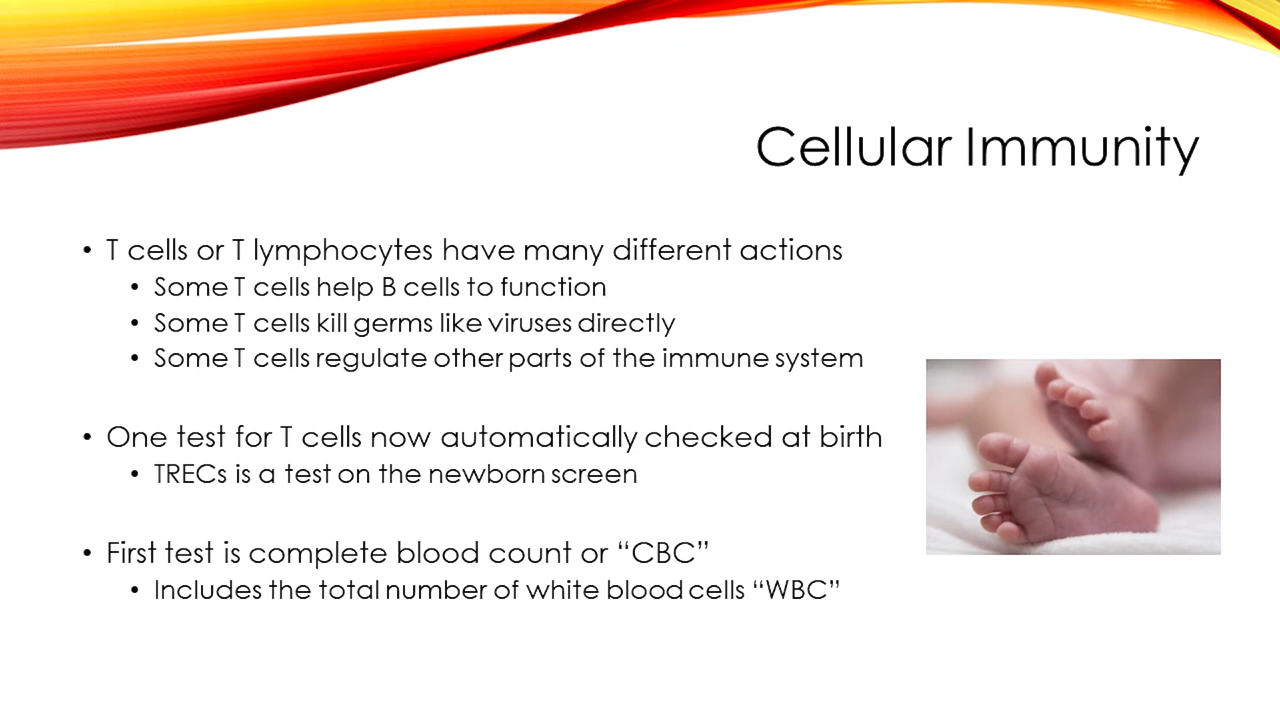 Cellular Immunity
• T cells or T lymphocytes have many different actions
• Some T cells help B cells to function
• Some T cells kill germs like viruses directly
• Some T cells regulate other parts of the immune system
• One test for T cells now automatically checked at birth
• TRECs is a test on the newborn screen
• First test is complete blood count or “CBC”
• Includes the total number of white blood cells “WBC”